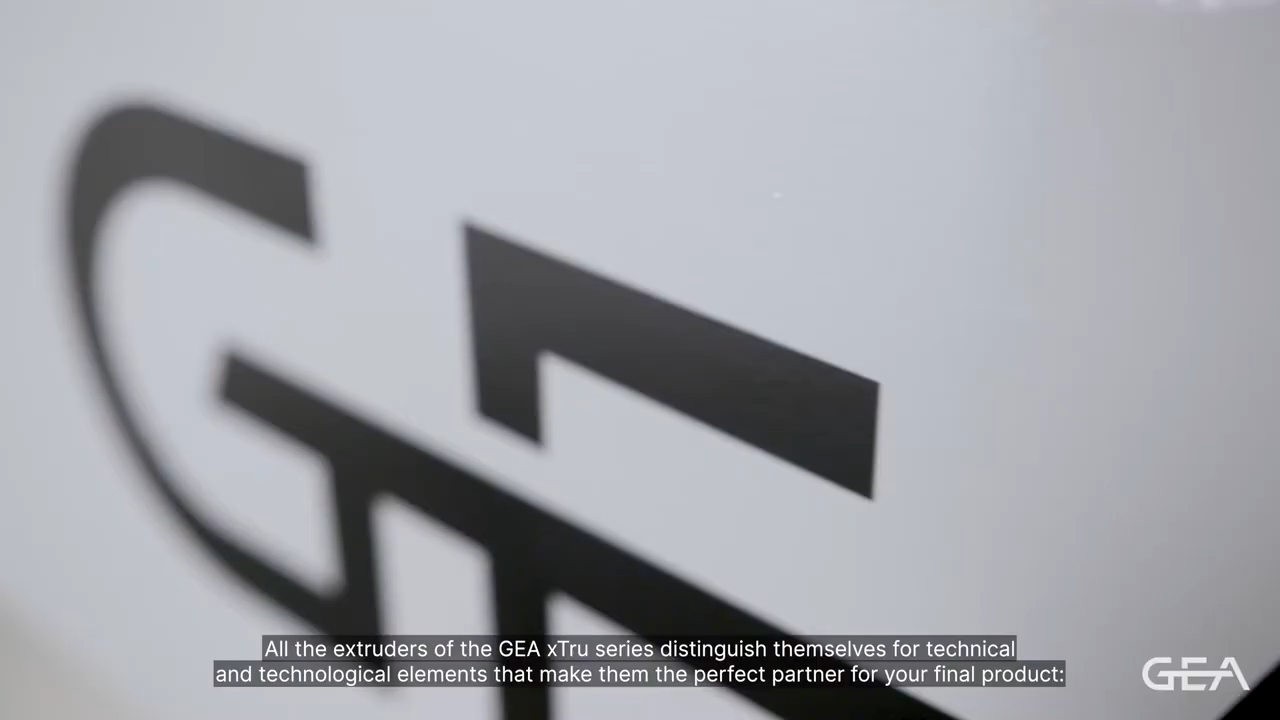 GE
All the extruders of the GEA xTru series distinguish themselves for technical
and technological elements that make them the perfect partner for your final product:
GEA